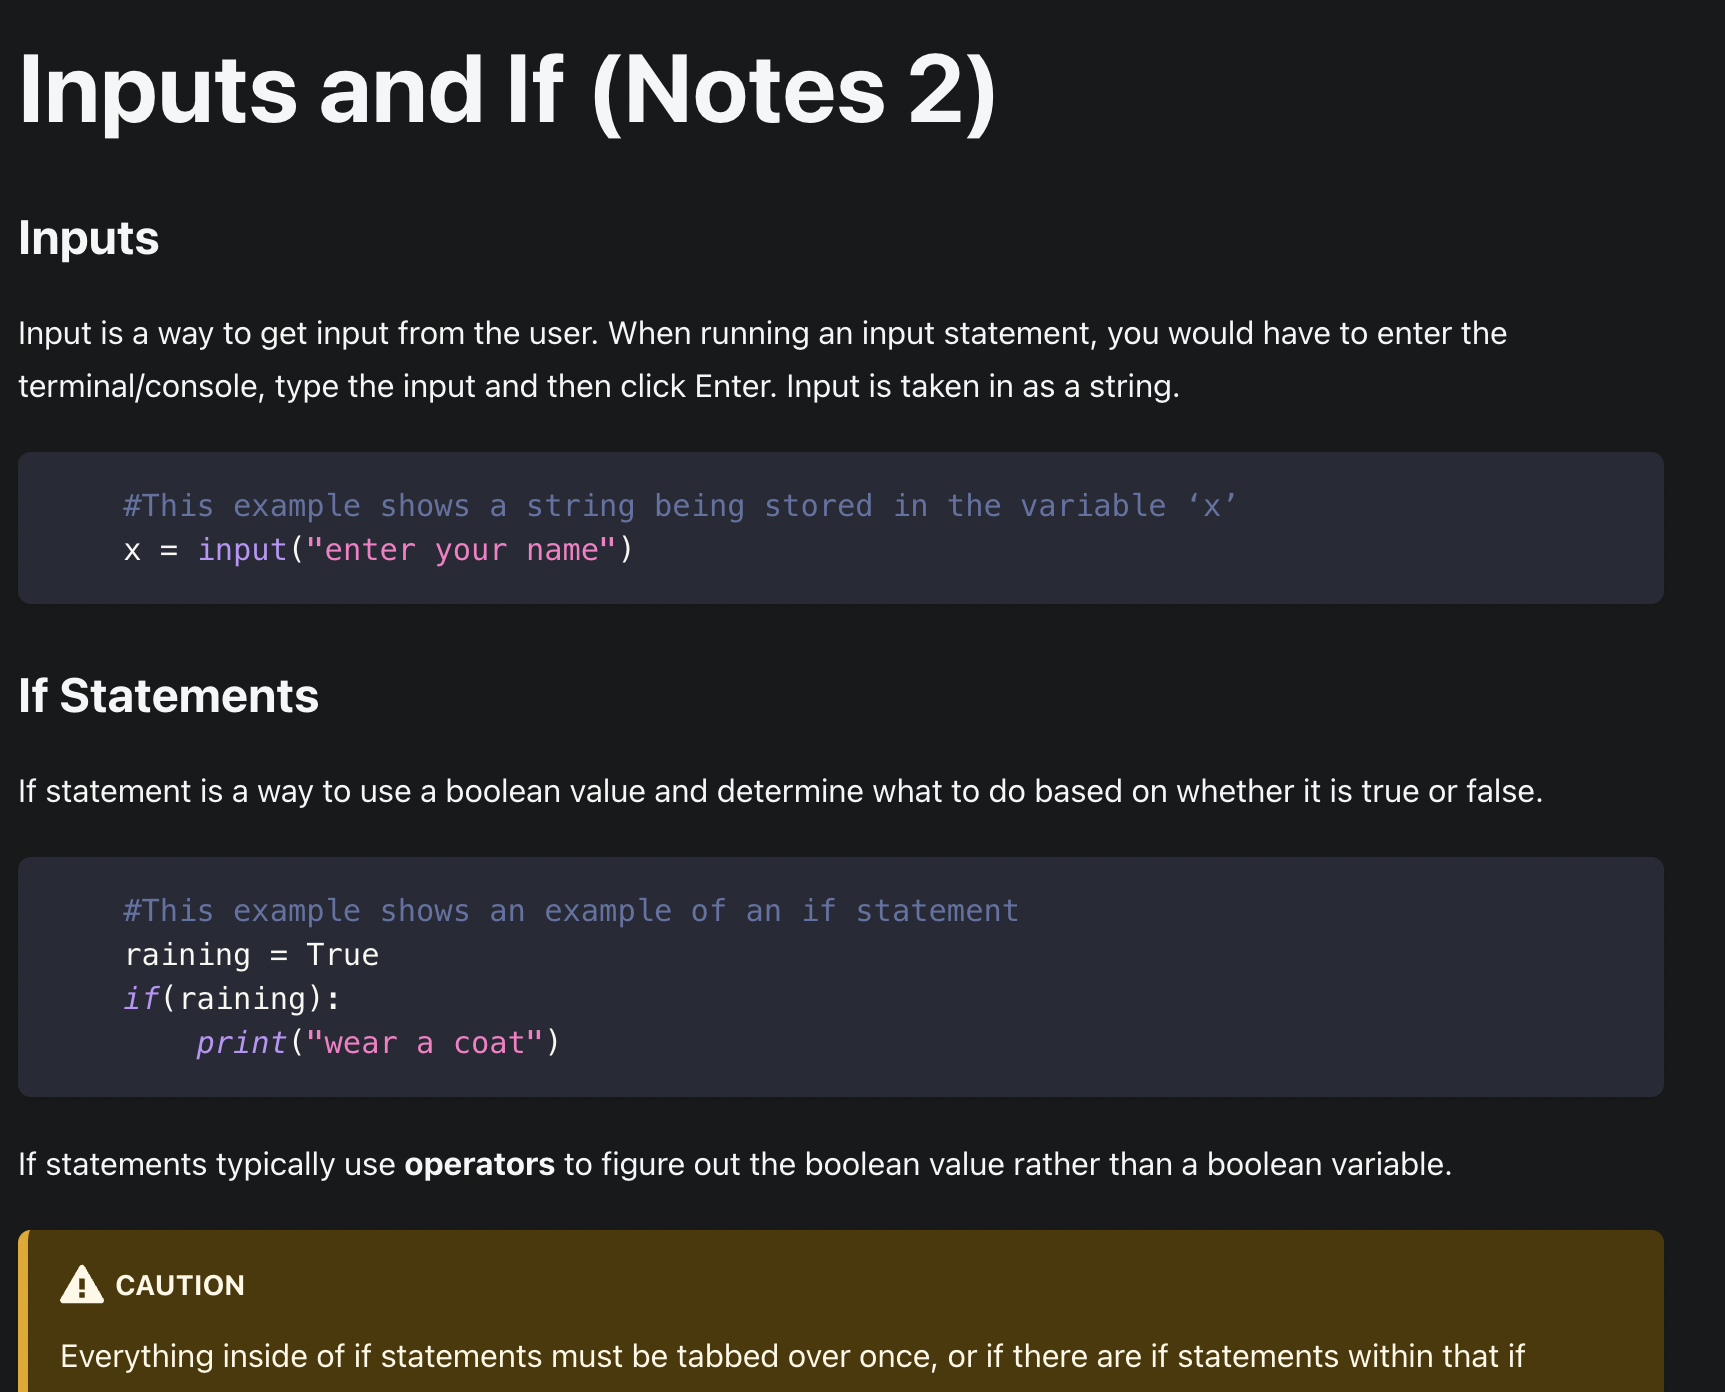 Inputs and If (Notes 2)
Inputs
Input is a way to get input from the user. When running an input statement, you would have to enter the
terminal/console, type the input and then click Enter. Input is taken in as a string.
#This example shows a string being stored in the variable ‘x’
x = input("enter your name")
If Statements
If statement is a way to use a boolean value and determine what to do based on whether it is true or false.
#This example shows an example of an if statement
raining = True
if(raining):
    print("wear a coat")
If statements typically use operators to figure out the boolean value rather than a boolean variable.
CAUTION
Everything inside of if statements must be tabbed over once, or if there are if statements within that if